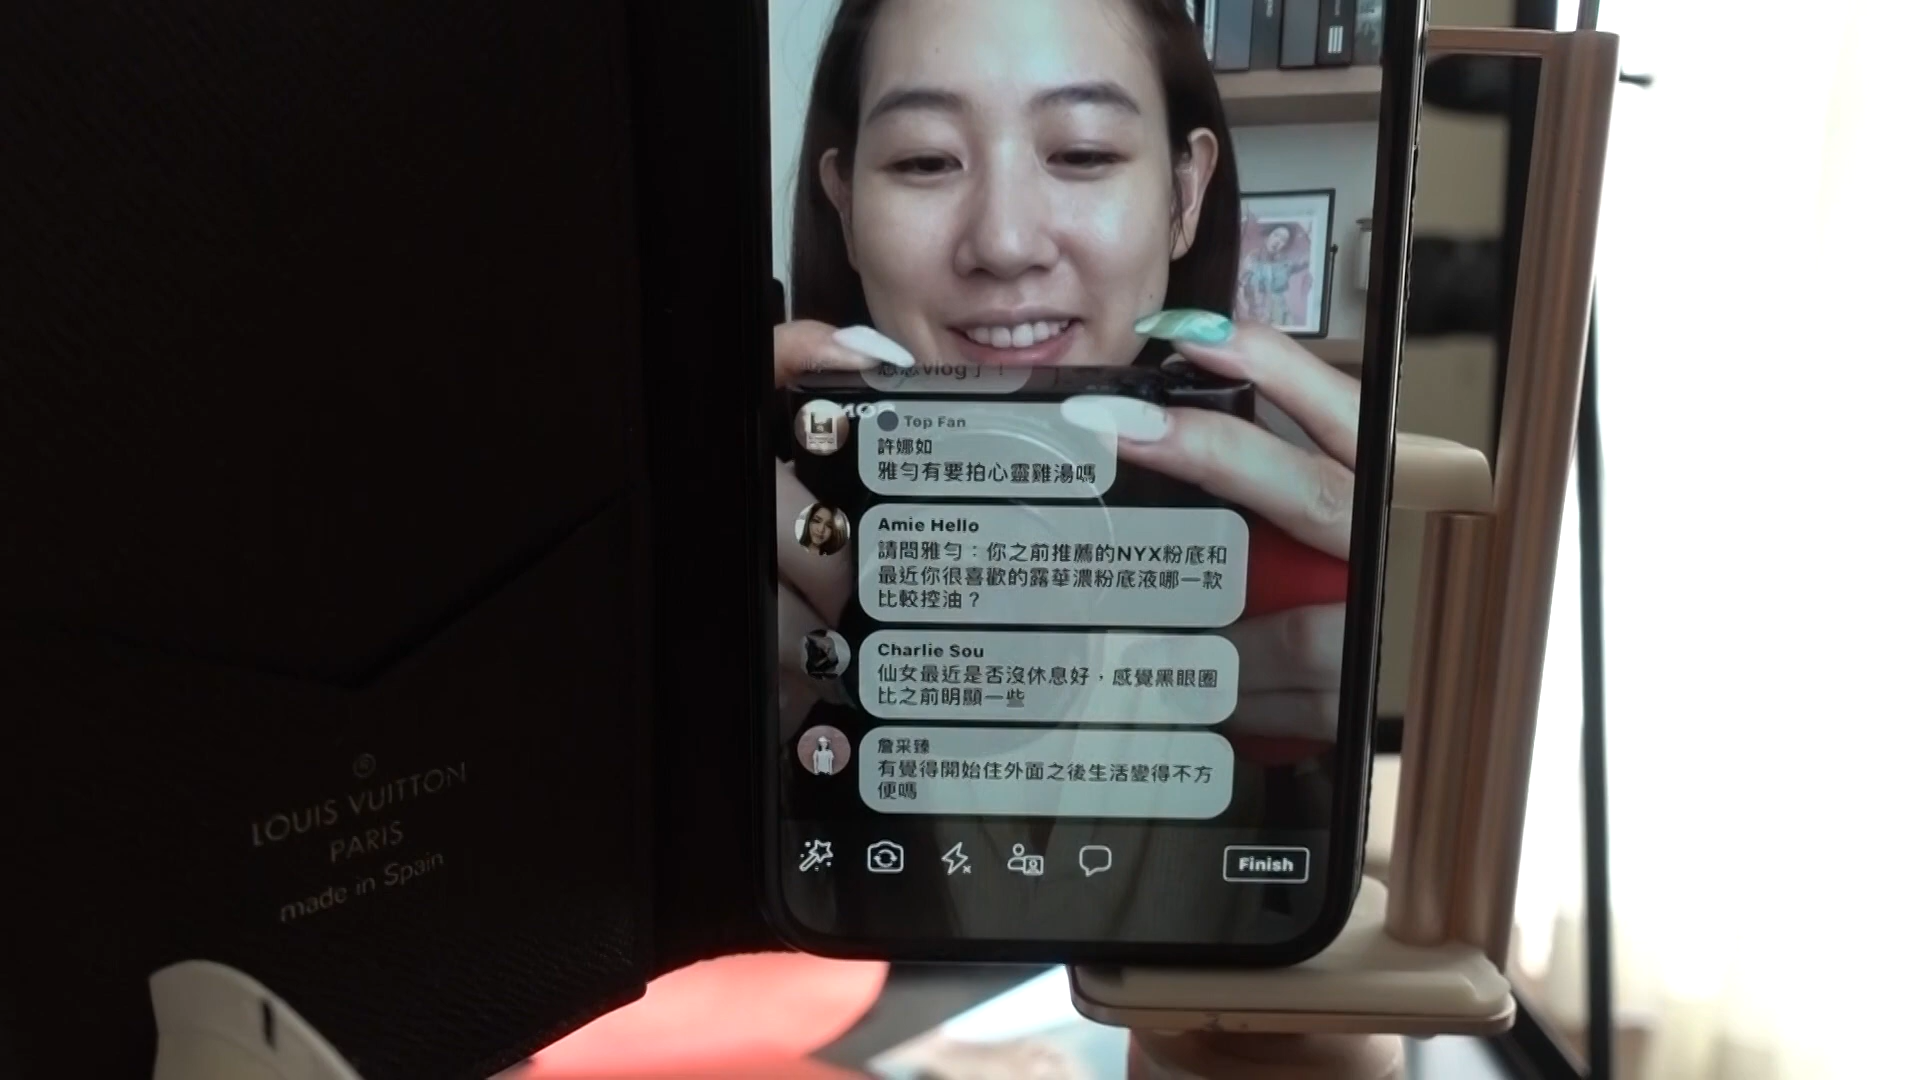 LOUIS VUITTON
PARIS
made in Spain
Vlog了！
Top Fan
許娜如
雅勻有要拍心靈雞湯嗎
Amie Hello
請問雅勻：你之前推薦的NYX粉底和
最近你很喜歡的露華濃粉底液哪一款
比較控油？
Charlie Sou
仙女最近是否沒休息好，感覺黑眼圈
比之前明顯一些
詹采臻
有覺得開始住外面之後生活變得不方
便嗎
Finish